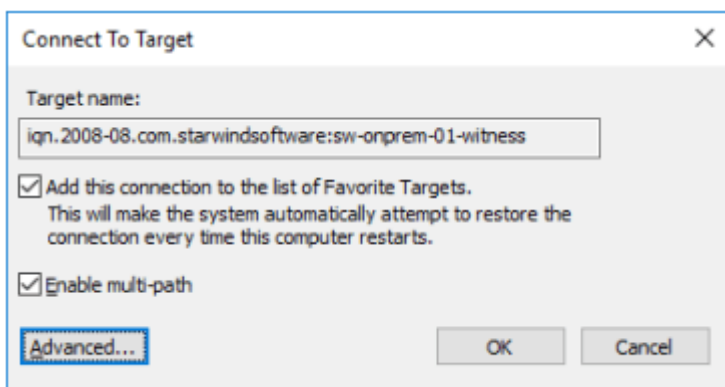 Connect To Target
Target name:
iqn.2008-08.com.starwindsoftware:sw-onprem-01-witness
Add this connection to the list of Favorite Targets.
This will make the system automatically attempt to restore the
connection every time this computer restarts.
Enable multi-path
Advanced...
OK
Cancel